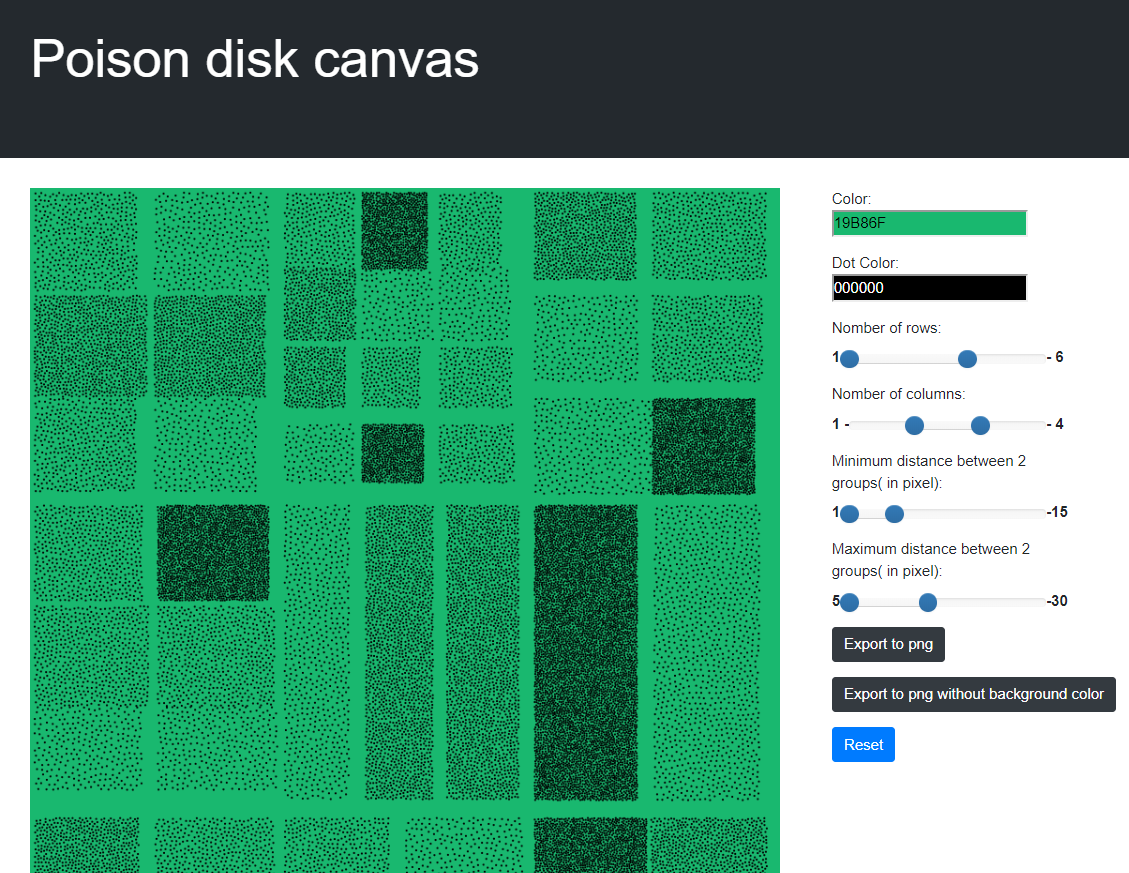 Poison disk canvas
Color:
19B86F
Dot Color:
000000
Number of rows:
1 - 6
Number of columns:
1 - - 4
Minimum distance between 2
groups( in pixel):
1 -15
Maximum distance between 2
groups( in pixel):
5 -30
Export to png
Export to png without background color
Reset